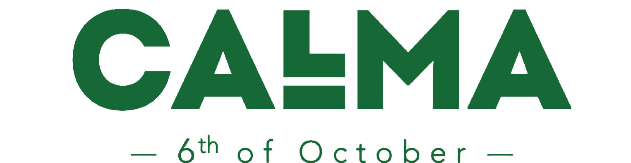 CALMA
— 6th of October —